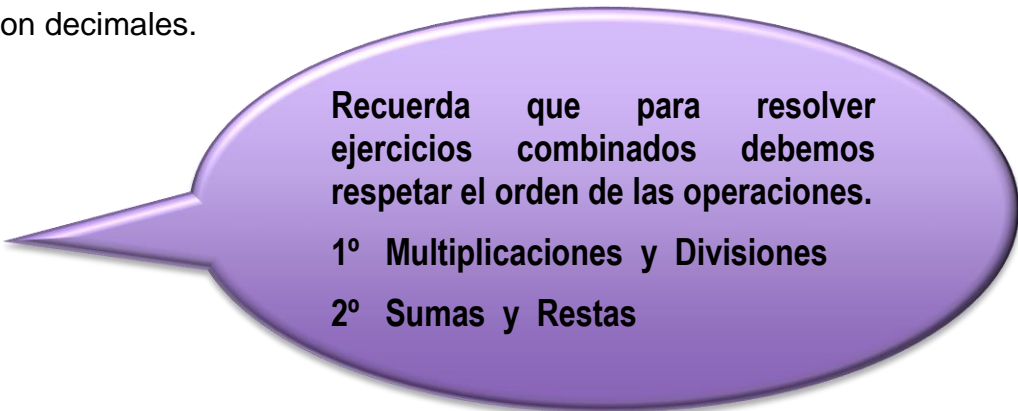 on decimales.
Recuerda que para resolver
ejercicios combinados debemos
respetar el orden de las operaciones.
1º Multiplicaciones y Divisiones
2º Sumas y Restas